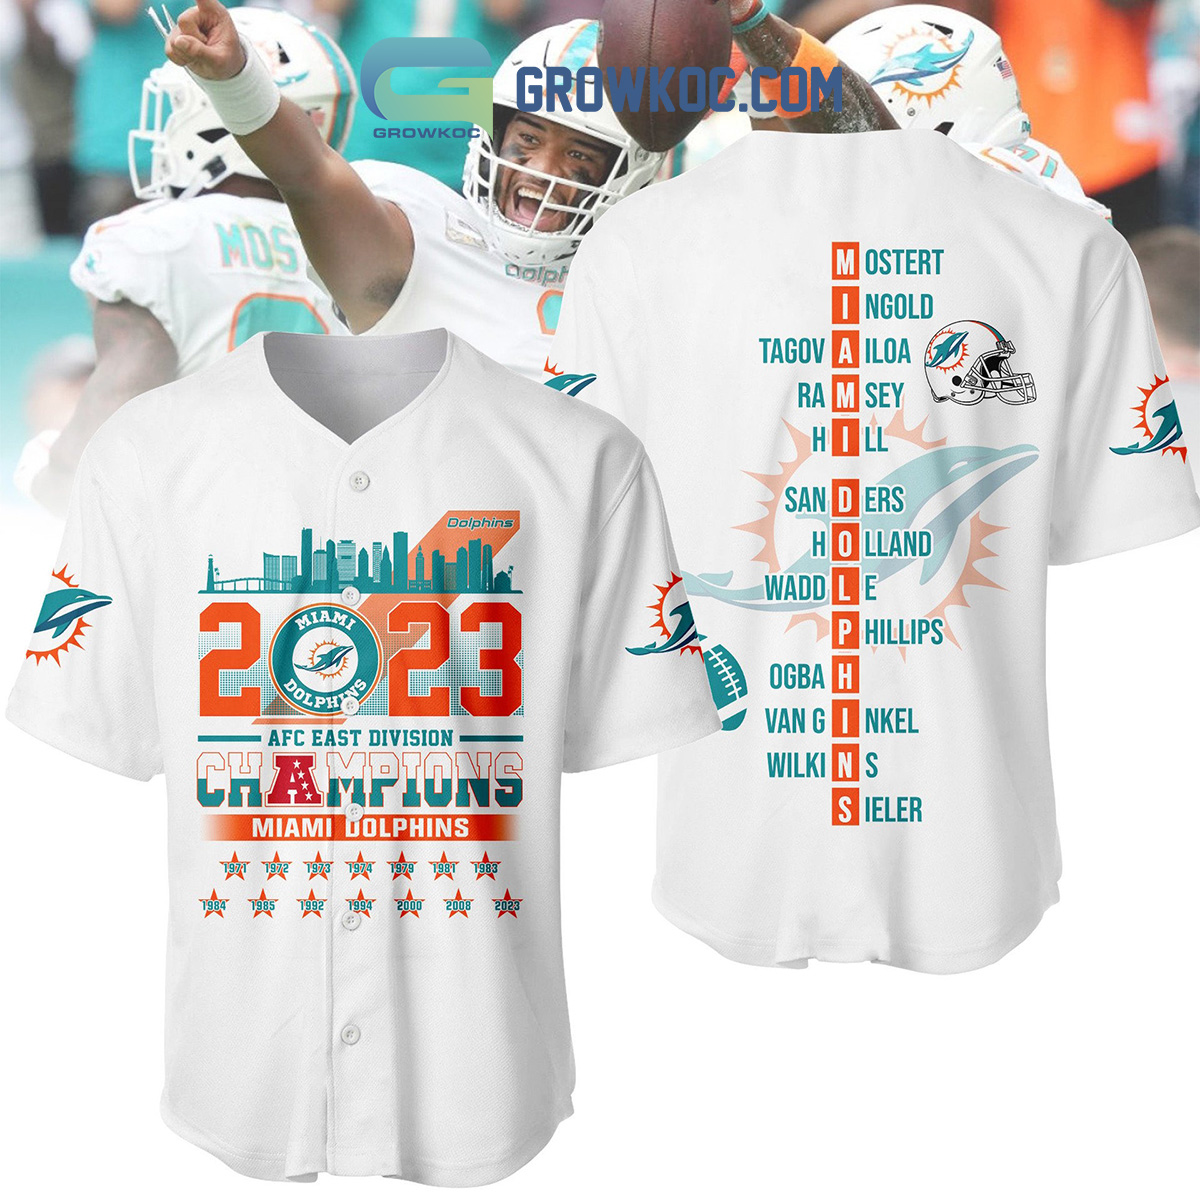 GROWKOC
GROWKOC.COM
MOST
Dolph
Dolphins
2023
MIAMI
DOLPHINS
AFC EAST DIVISION
CHAMPIONS
MIAMI DOLPHINS
1971 1972 1973 1974 1979 1981 1983
1984 1985 1992 1994 2000 2008 2023
MOSTERT
INGOLD
TAGOVAILOA
RAMSEY
HILL
SANDERS
HOLLAND
WADDLE
PHILLIPS
OGBAH
VAN GINKEL
WILKINS
SIELER